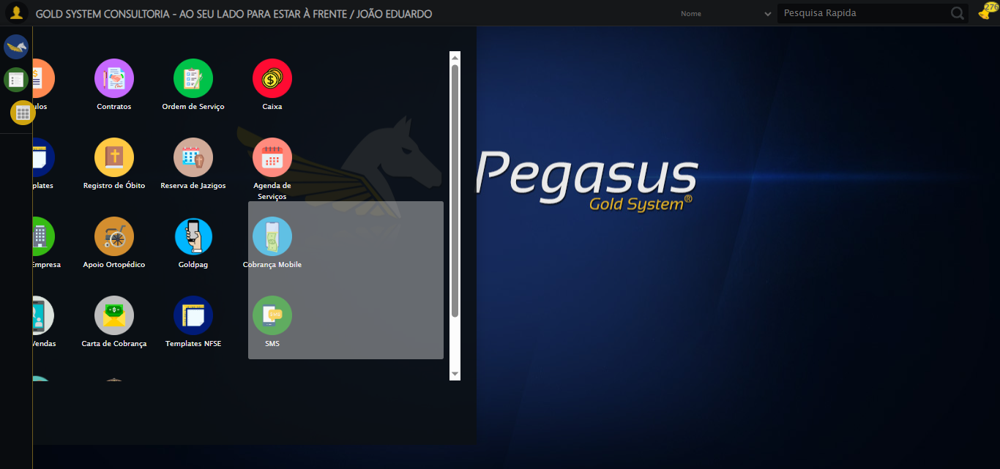 GOLD SYSTEM CONSULTORIA - AO SEU LADO PARA ESTAR À FRENTE / JOÃO EDUARDO
Nome
Pesquisa Rapida
276
ulos
Contratos
Ordem de Serviço
Caixa
plates
Registro de Óbito
Reserva de Jazigos
Agenda de
Serviços
Pegasus
Gold System®
Empresa
Apoio Ortopédico
Goldpag
Cobrança Mobile
SMS
Vendas
Carta de Cobrança
Templates NFSE
SMS